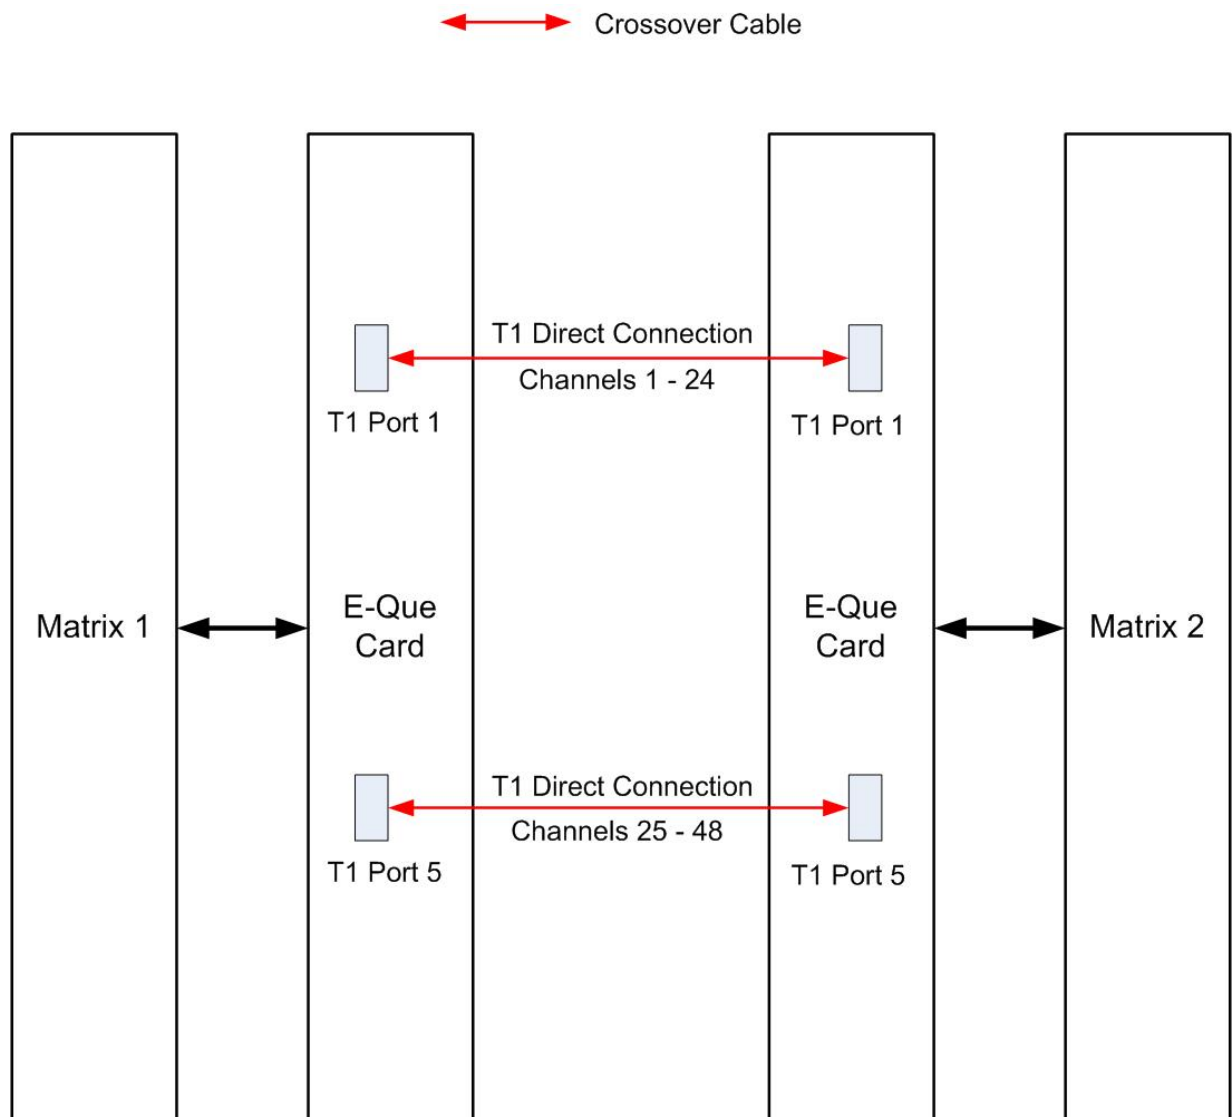 Crossover Cable
T1 Direct Connection
Channels 1 - 24
T1 Port 1
T1 Port 1
Matrix 1
E-Que
Card
E-Que
Card
Matrix 2
T1 Direct Connection
Channels 25 - 48
T1 Port 5
T1 Port 5